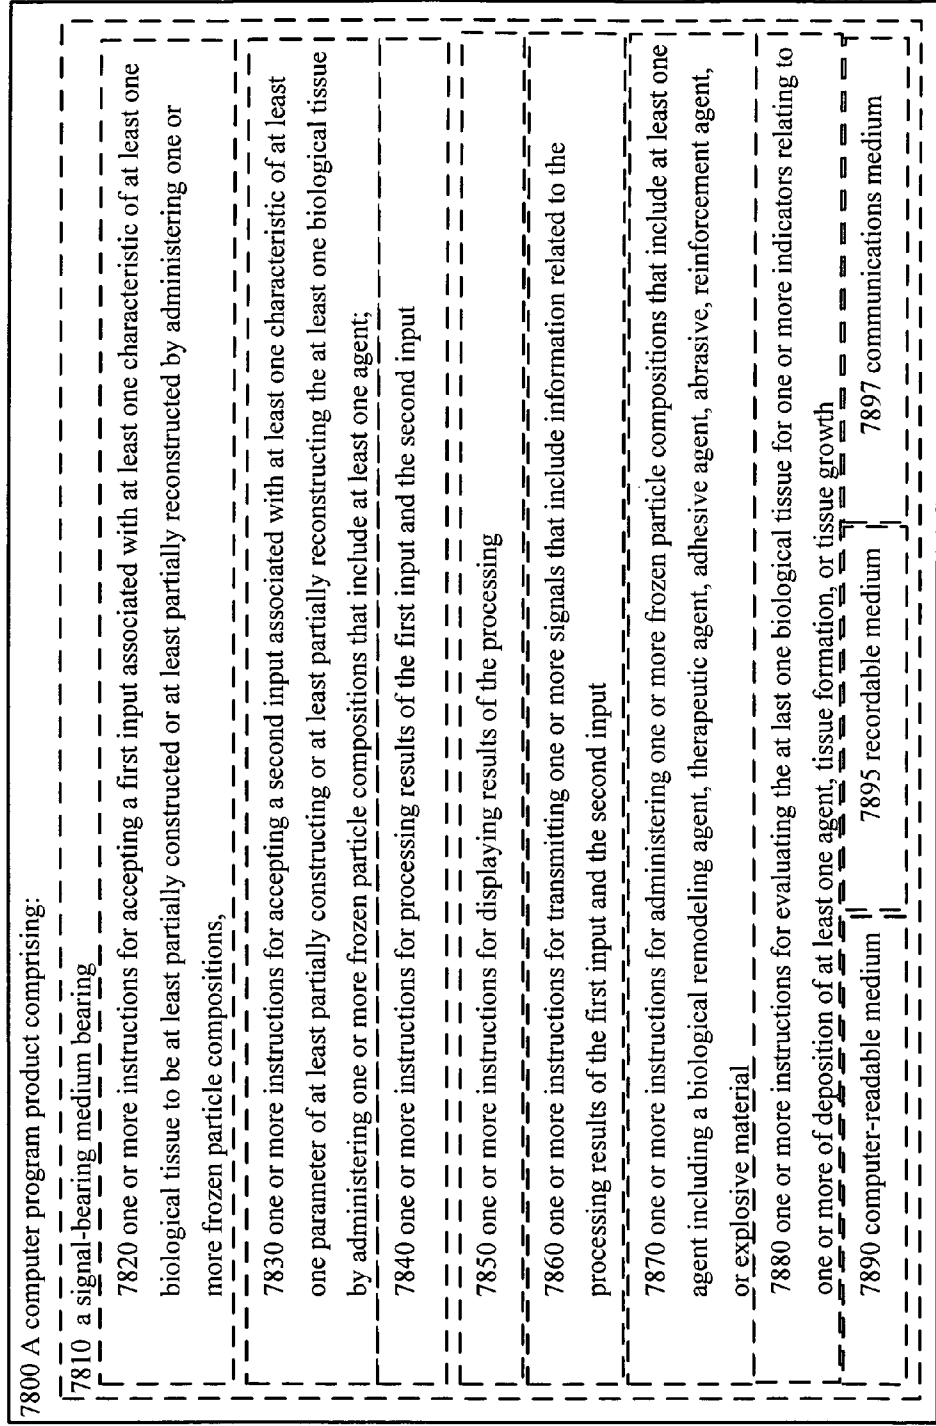 7800 A computer program product comprising:
7810 a signal-bearing medium bearing
7820 one or more instructions for accepting a first input associated with at least one characteristic of at least one
biological tissue to be at least partially constructed or at least partially reconstructed by administering one or
more frozen particle compositions,
7830 one or more instructions for accepting a second input associated with at least one characteristic of at least
one parameter of at least partially constructing or at least partially reconstructing the at least one biological tissue
by administering one or more frozen particle compositions that include at least one agent;
7840 one or more instructions for processing results of the first input and the second input
7850 one or more instructions for displaying results of the processing
7860 one or more instructions for transmitting one or more signals that include information related to the
processing results of the first input and the second input
7870 one or more instructions for administering one or more frozen particle compositions that include at least one
agent including a biological remodeling agent, therapeutic agent, adhesive agent, abrasive, reinforcement agent,
or explosive material
7880 one or more instructions for evaluating the at last one biological tissue for one or more indicators relating to
one or more of deposition of at least one agent, tissue formation, or tissue growth
7890 computer-readable medium
7895 recordable medium
7897 communications medium